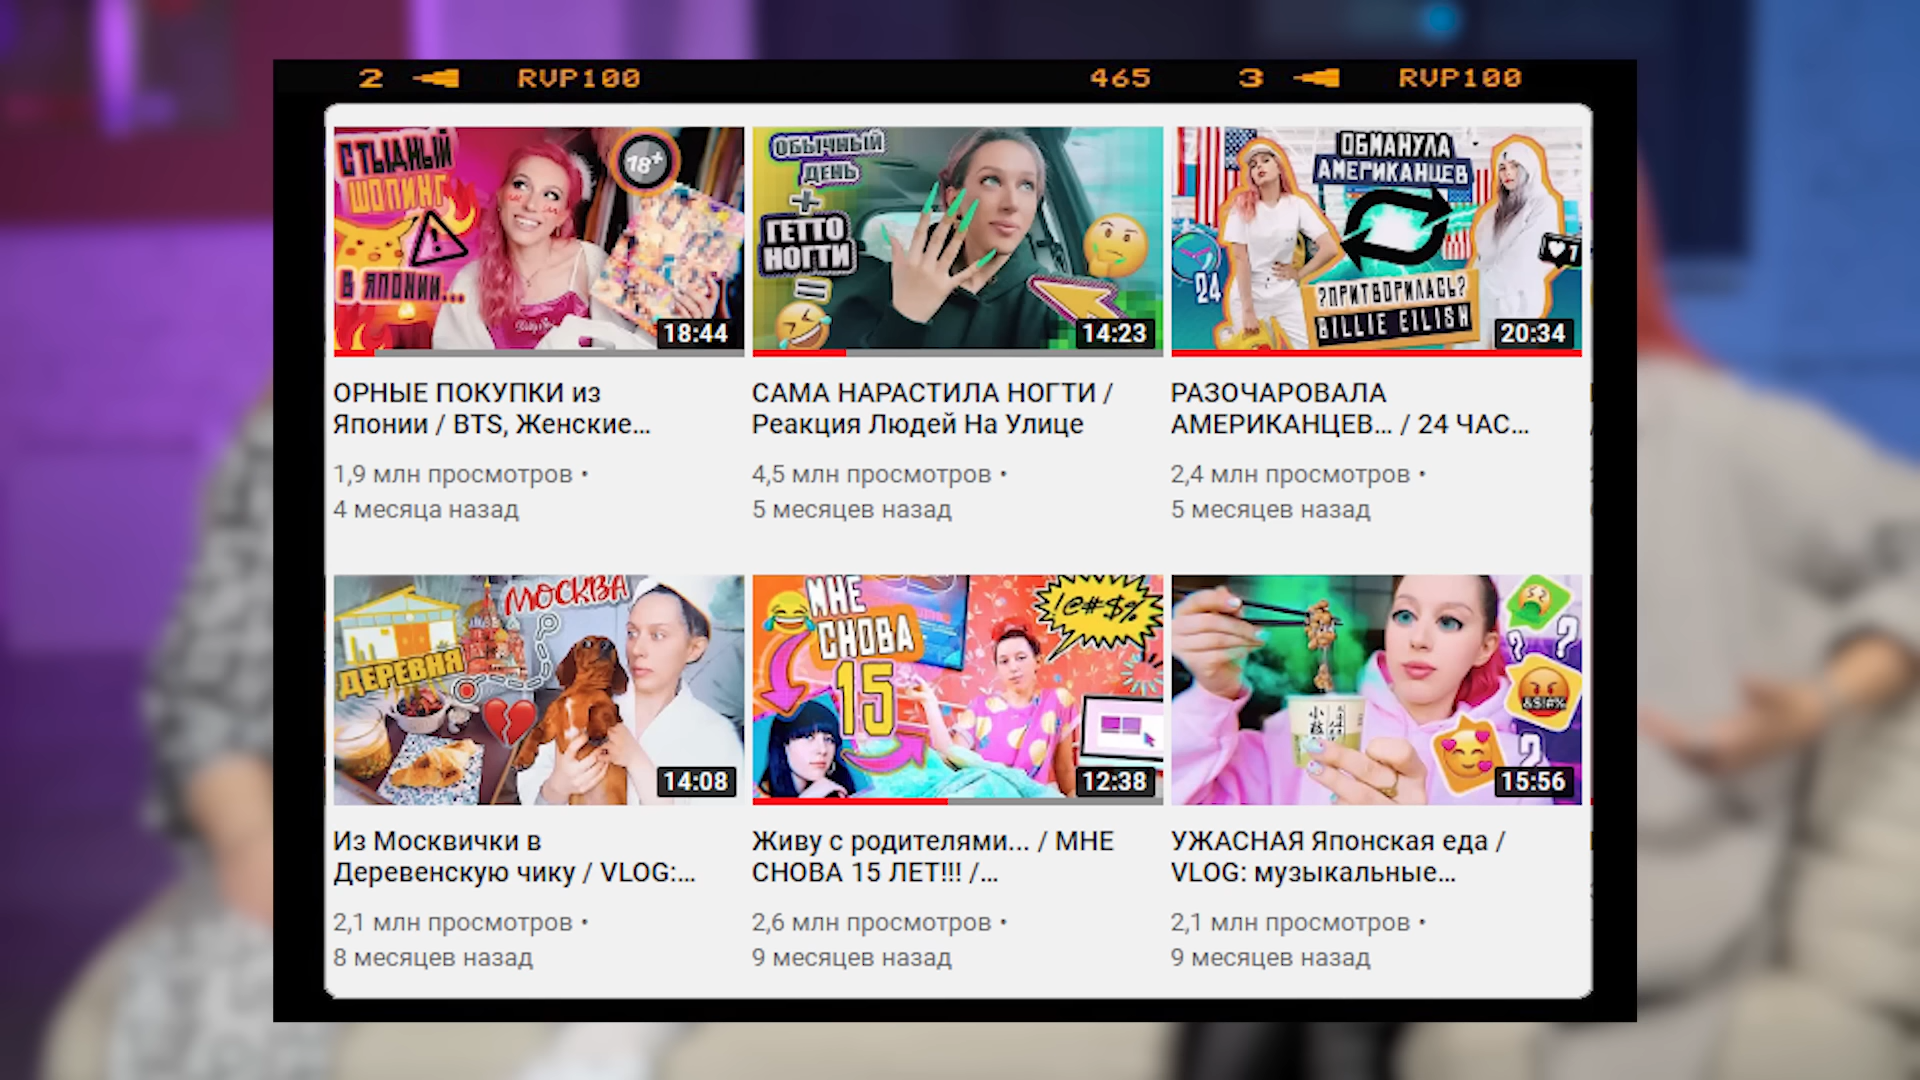 2 RVP100 465 3 RVP100
СТЫДНЫЙ
ШОПИНГ
В ЯПОНИИ...
18+
18:44
ОБЫЧНЫЙ
ДЕНЬ
+
ГЕТТО
НОГТИ
=
14:23
ОБМАНУЛА
АМЕРИКАНЦЕВ
24
1
?ПРИТВОРИЛАСЬ?
BILLIE EILISH
20:34
ОРНЫЕ ПОКУПКИ из
Японии / BTS, Женские...
1,9 млн просмотров •
4 месяца назад
САМА НАРАСТИЛА НОГТИ /
Реакция Людей На Улице
4,5 млн просмотров •
5 месяцев назад
РАЗОЧАРОВАЛА
АМЕРИКАНЦЕВ... / 24 ЧАС...
2,4 млн просмотров •
5 месяцев назад
МОСКВА
ДЕРЕВНЯ
14:08
МНЕ
СНОВА
15
!@#$%
12:38
小粒
? ?
&$!#%
?
15:56
Из Москвички в
Деревенскую чику / VLOG:...
2,1 млн просмотров •
8 месяцев назад
Живу с родителями... / МНЕ
СНОВА 15 ЛЕТ!!! /...
2,6 млн просмотров •
9 месяцев назад
УЖАСНАЯ Японская еда /
VLOG: музыкальные...
2,1 млн просмотров •
9 месяцев назад